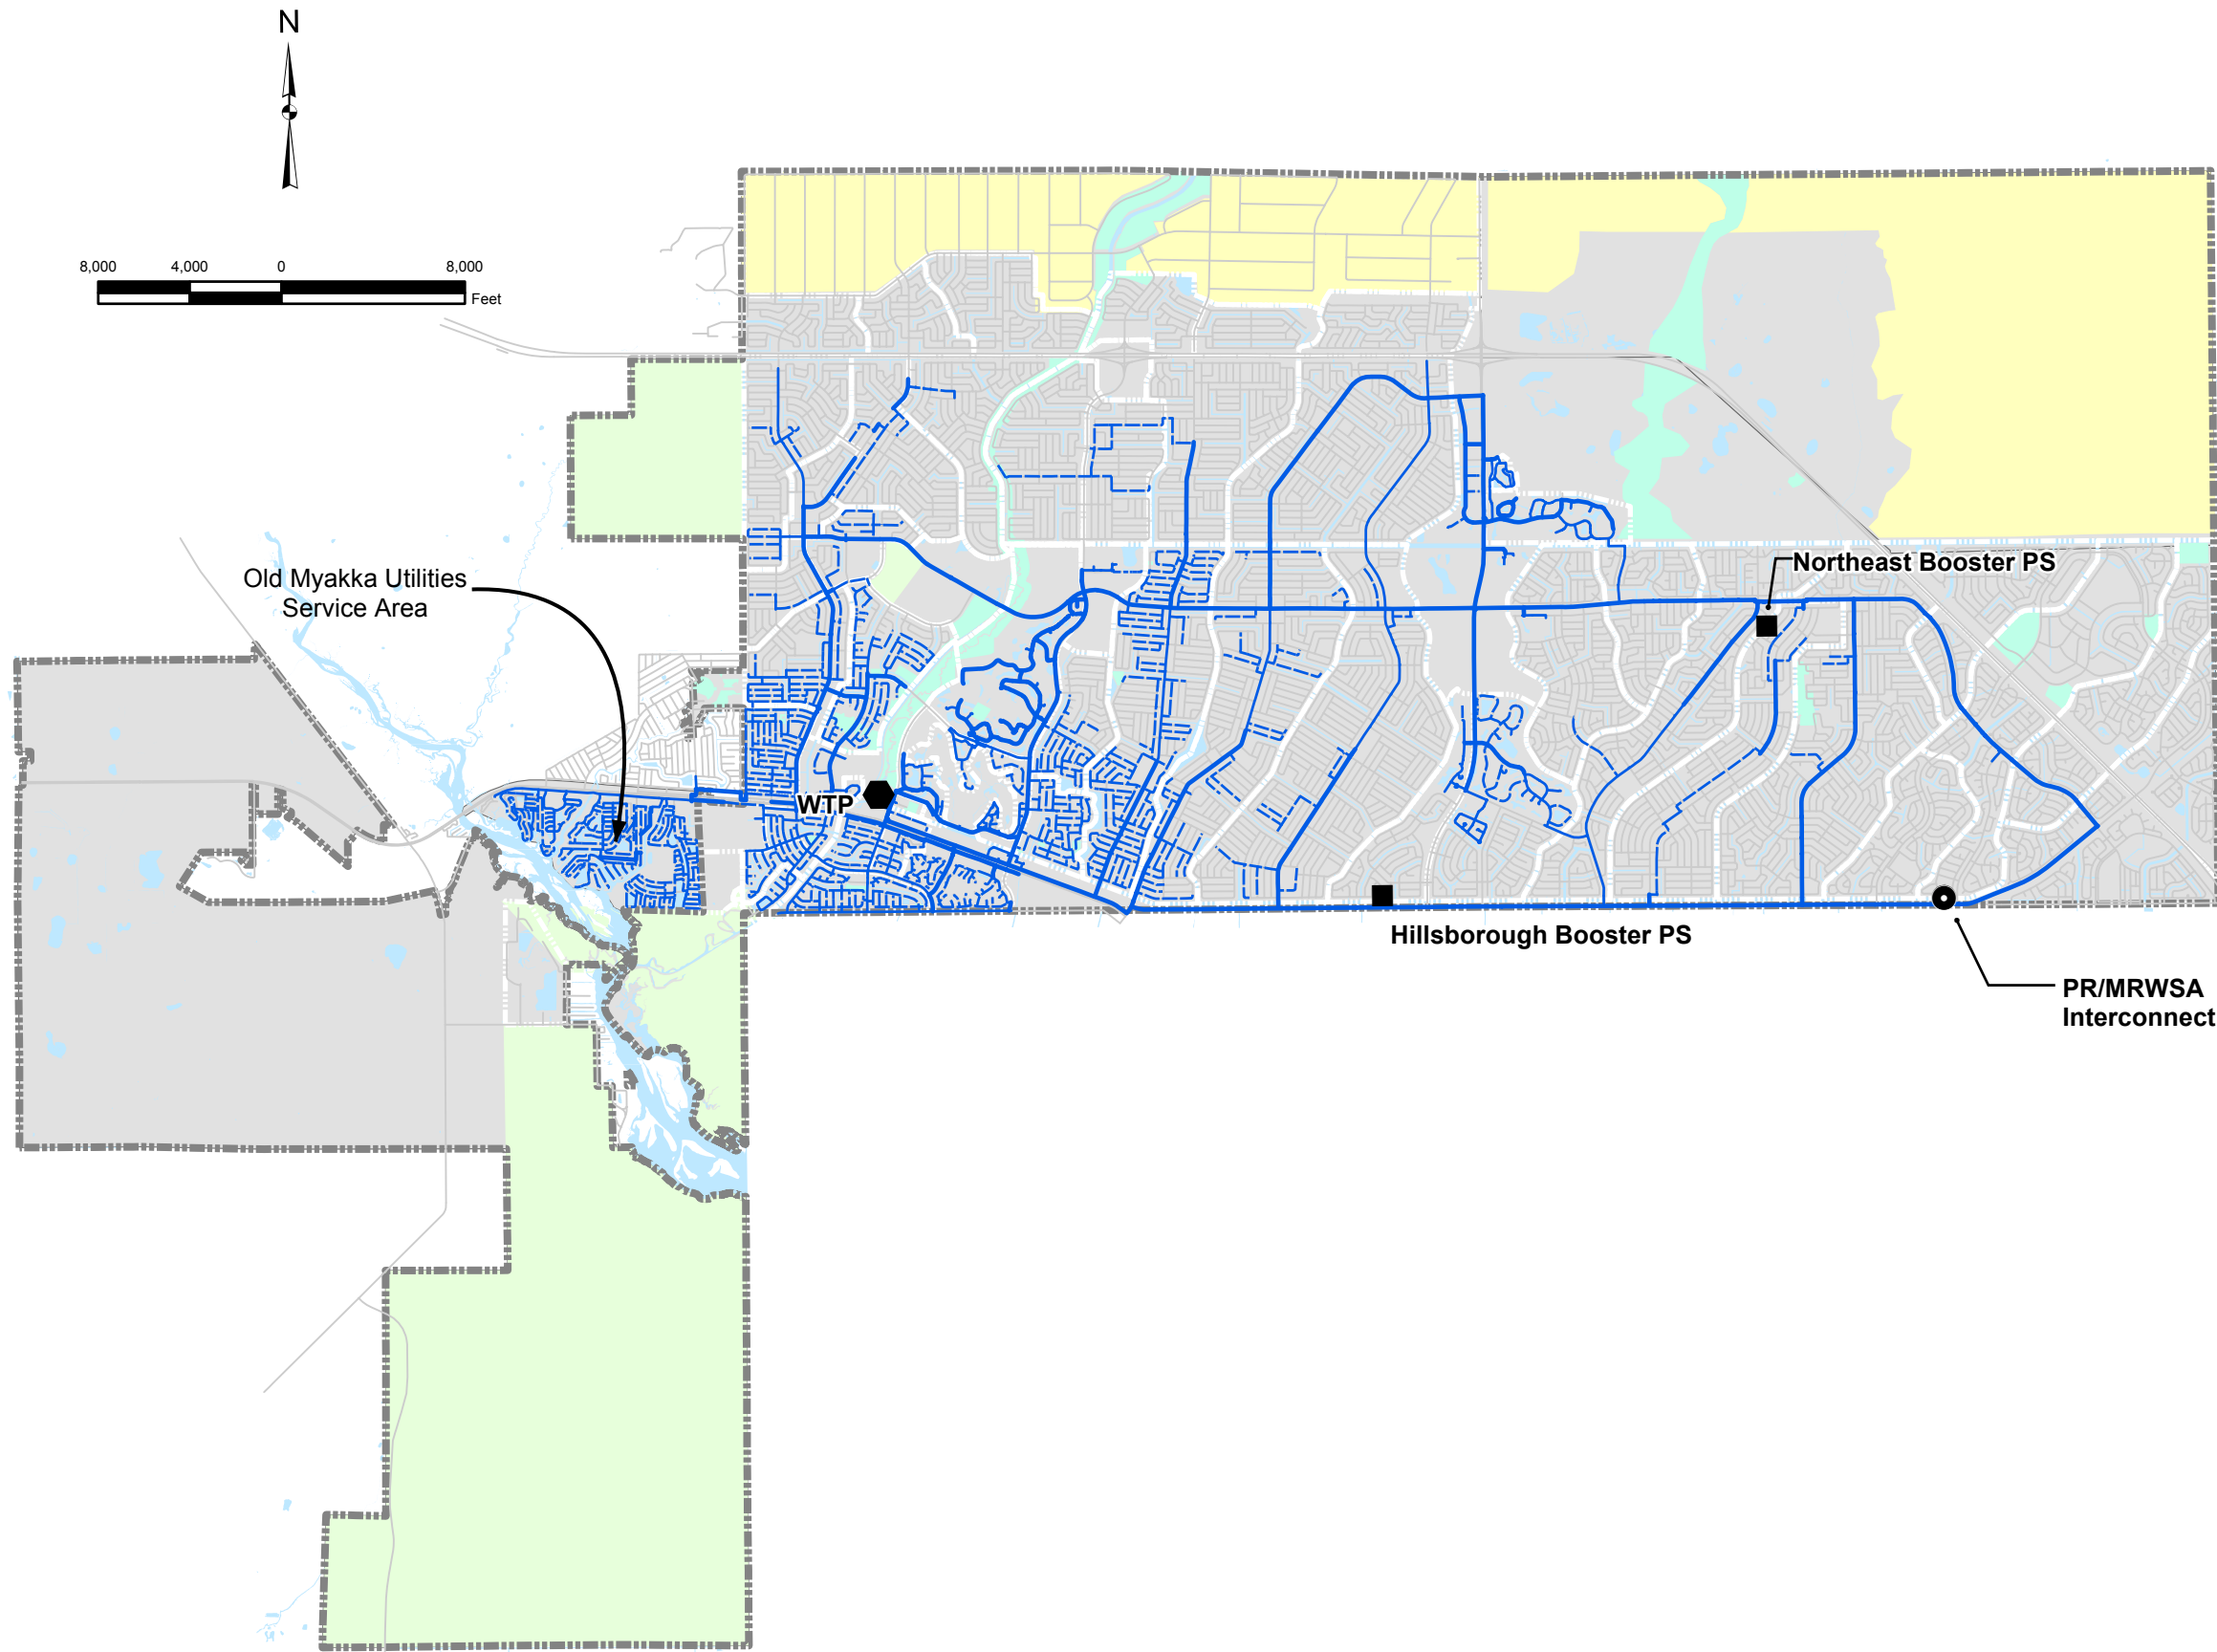 N
8,000 4,000 0 8,000
Feet
Old Myakka Utilities
Service Area
Northeast Booster PS
WTP
Hillsborough Booster PS
PR/MRWSA
Interconnect